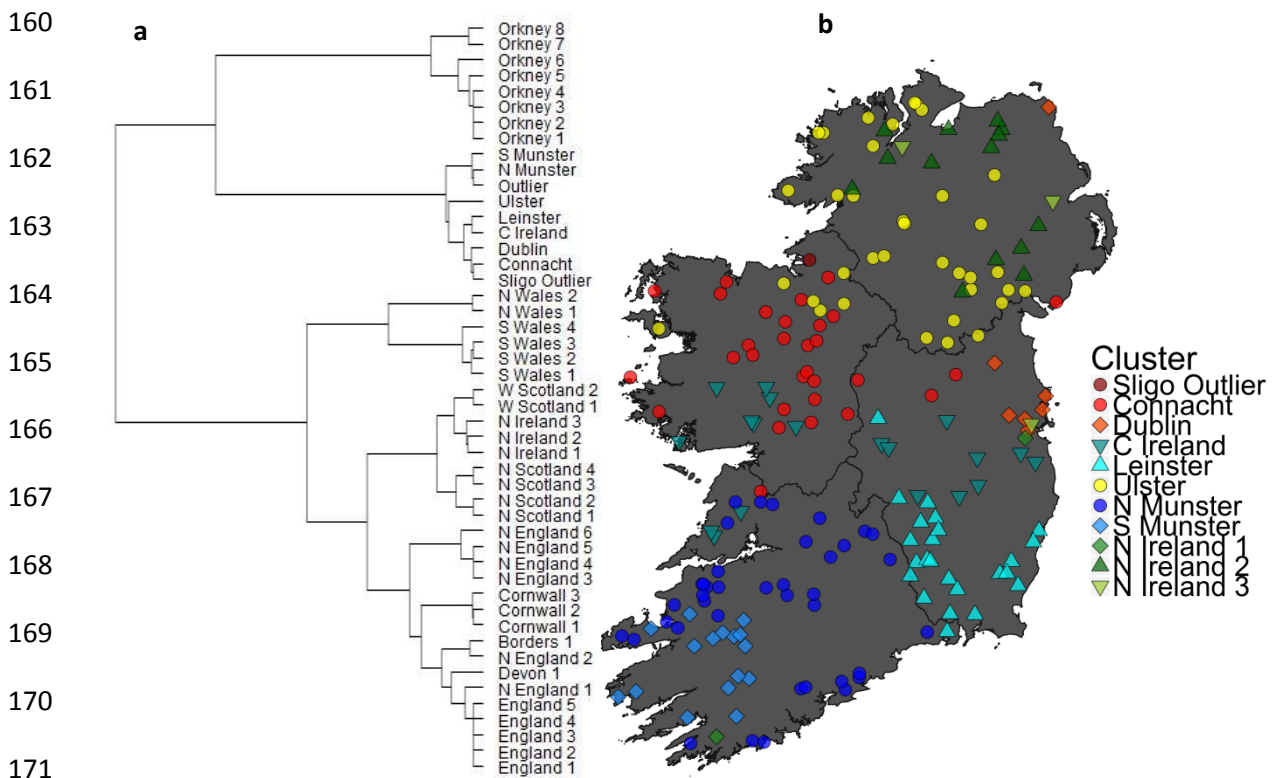 160
161
162
163
164
165
166
167
168
169
170
171
a
Orkney 8
Orkney 7
Orkney 6
Orkney 5
Orkney 4
Orkney 3
Orkney 2
Orkney 1
S Munster
N Munster
Outlier
Ulster
Leinster
C Ireland
Dublin
Connacht
Sligo Outlier
N Wales 2
N Wales 1
S Wales 4
S Wales 3
S Wales 2
S Wales 1
W Scotland 2
W Scotland 1
N Ireland 3
N Ireland 2
N Ireland 1
N Scotland 4
N Scotland 3
N Scotland 2
N Scotland 1
N England 6
N England 5
N England 4
N England 3
Cornwall 3
Cornwall 2
Cornwall 1
Borders 1
N England 2
Devon 1
N England 1
England 5
England 4
England 3
England 2
England 1
b
Cluster
Sligo Outlier
Connacht
Dublin
C Ireland
Leinster
Ulster
N Munster
S Munster
N Ireland 1
N Ireland 2
N Ireland 3